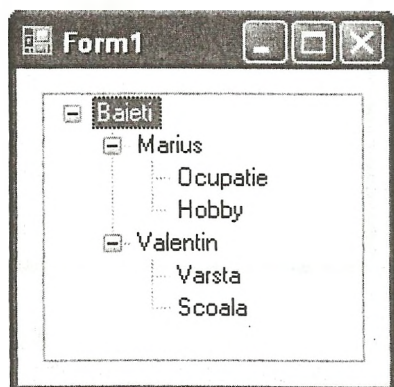 Form1
Baieti
Marius
Ocupatie
Hobby
Valentin
Varsta
Scoala